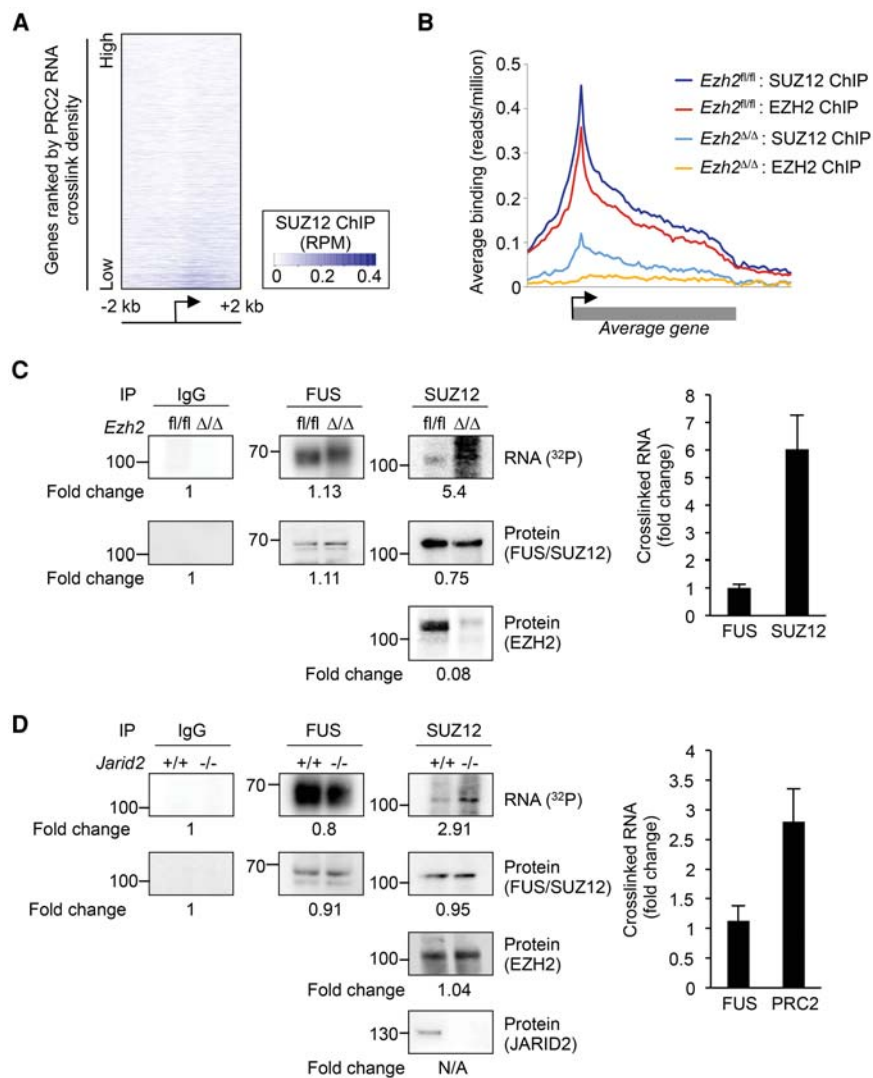 A
Genes ranked by PRC2 RNA
crosslink density
High
Low
-2 kb
+2 kb
SUZ12 ChIP
(RPM)
0 0.2 0.4
B
Average binding (reads/million)
0.5
0.4
0.3
0.2
0.1
0
Ezh2fl/fl : SUZ12 ChIP
Ezh2fl/fl : EZH2 ChIP
Ezh2Δ/Δ : SUZ12 ChIP
Ezh2Δ/Δ : EZH2 ChIP
Average gene
C
IP IgG FUS SUZ12
Ezh2 fl/fl Δ/Δ fl/fl Δ/Δ fl/fl Δ/Δ
100 70 100 RNA (32P)
Fold change 1 1.13 5.4
100 70 100 Protein
(FUS/SUZ12)
Fold change 1 1.11 0.75
100 Protein
(EZH2)
Fold change 0.08
Crosslinked RNA
(fold change)
8
7
6
5
4
3
2
1
0
FUS SUZ12
D
IP IgG FUS SUZ12
Jarid2 +/+ -/- +/+ -/- +/+ -/-
100 70 100 RNA (32P)
Fold change 1 0.8 2.91
100 70 100 Protein
(FUS/SUZ12)
Fold change 1 0.91 0.95
100 Protein
(EZH2)
Fold change 1.04
130 Protein
(JARID2)
Fold change N/A
Crosslinked RNA
(fold change)
4
3.5
3
2.5
2
1.5
1
0.5
0
FUS PRC2